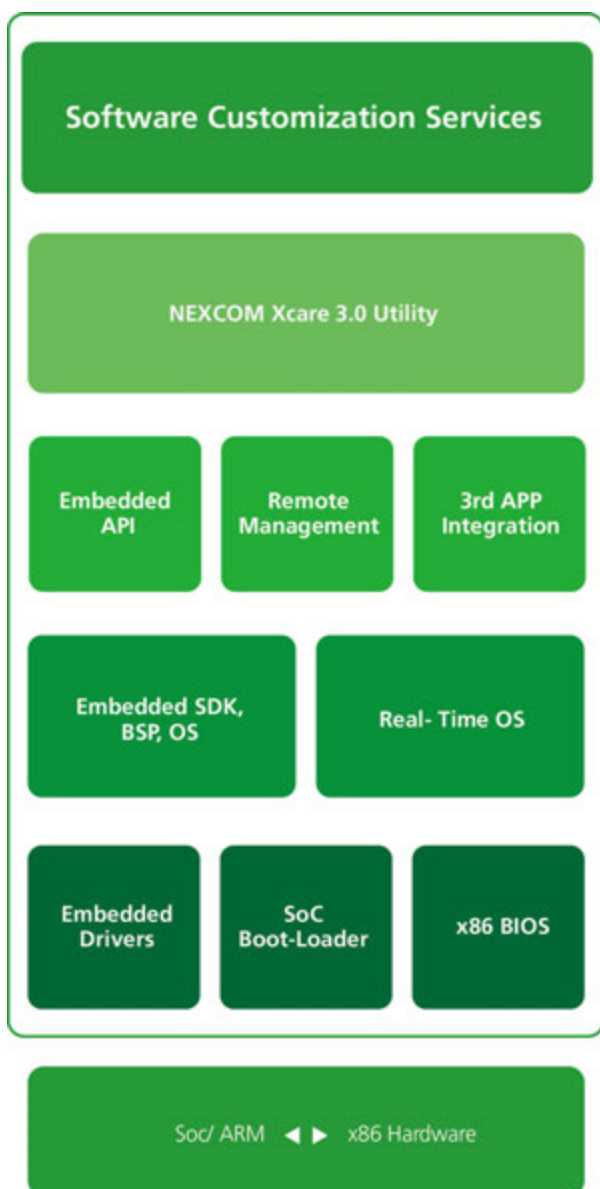 Software Customization Services
NEXCOM Xcare 3.0 Utility
Embedded
API
Remote
Management
3rd APP
Integration
Embedded SDK,
BSP, OS
Real- Time OS
Embedded
Drivers
SoC
Boot-Loader
x86 BIOS
Soc/ ARM ◀ ▶ x86 Hardware